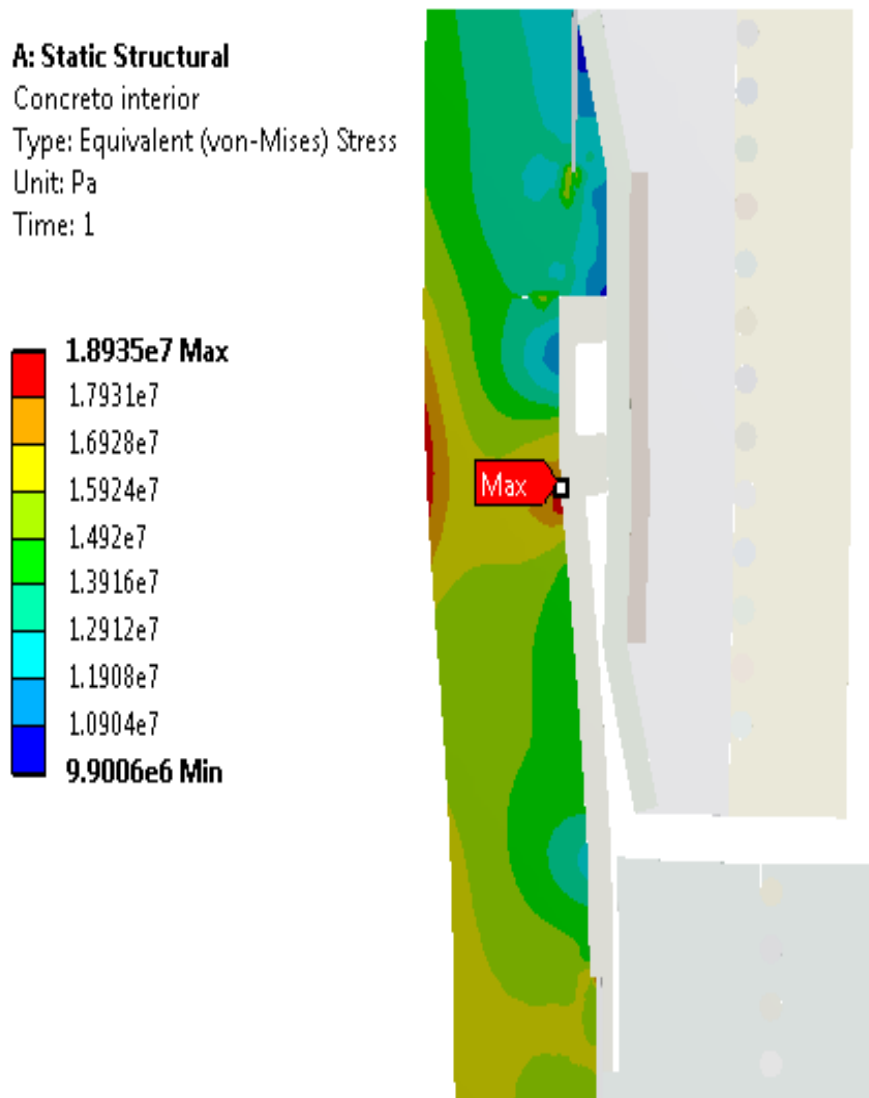 A: Static Structural
Concreto interior
Type: Equivalent (von-Mises) Stress
Unit: Pa
Time: 1
1.8935e7 Max
1.7931e7
1.6928e7
1.5924e7
1.492e7
1.3916e7
1.2912e7
1.1908e7
1.0904e7
9.9006e6 Min
Max